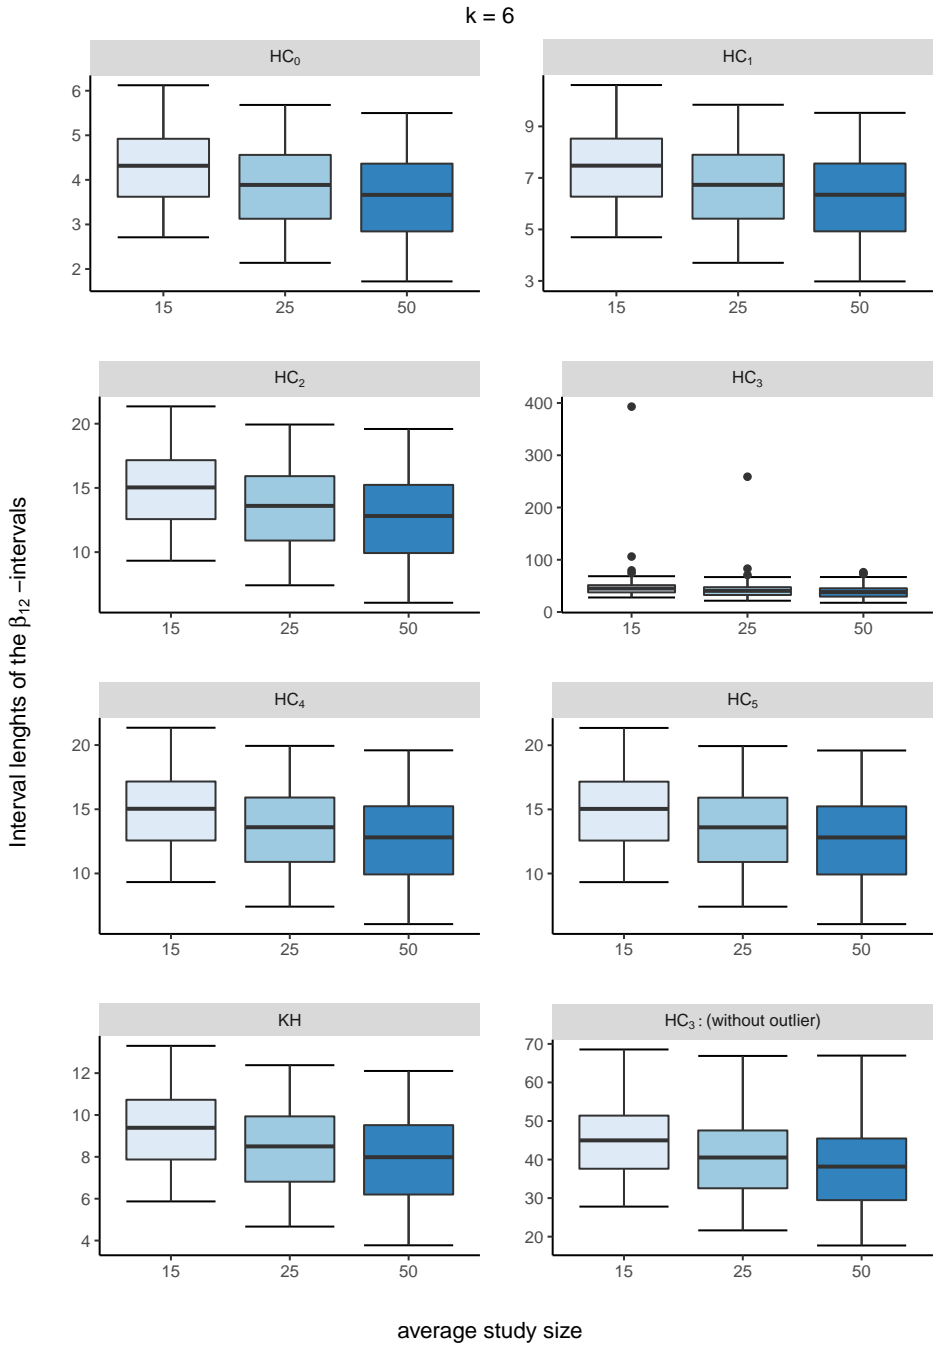 k = 6
HC₀
HC₁
6
5
4
3
2
15 25 50
9
7
5
3
15 25 50
HC₂
HC₃
20
15
10
15 25 50
400
300
200
100
0
15 25 50
Interval lenghts of the β₁₂ −intervals
HC₄
HC₅
20
15
10
15 25 50
20
15
10
15 25 50
KH
HC₃ : (without outlier)
12
10
8
6
4
15 25 50
70
60
50
40
30
20
15 25 50
average study size